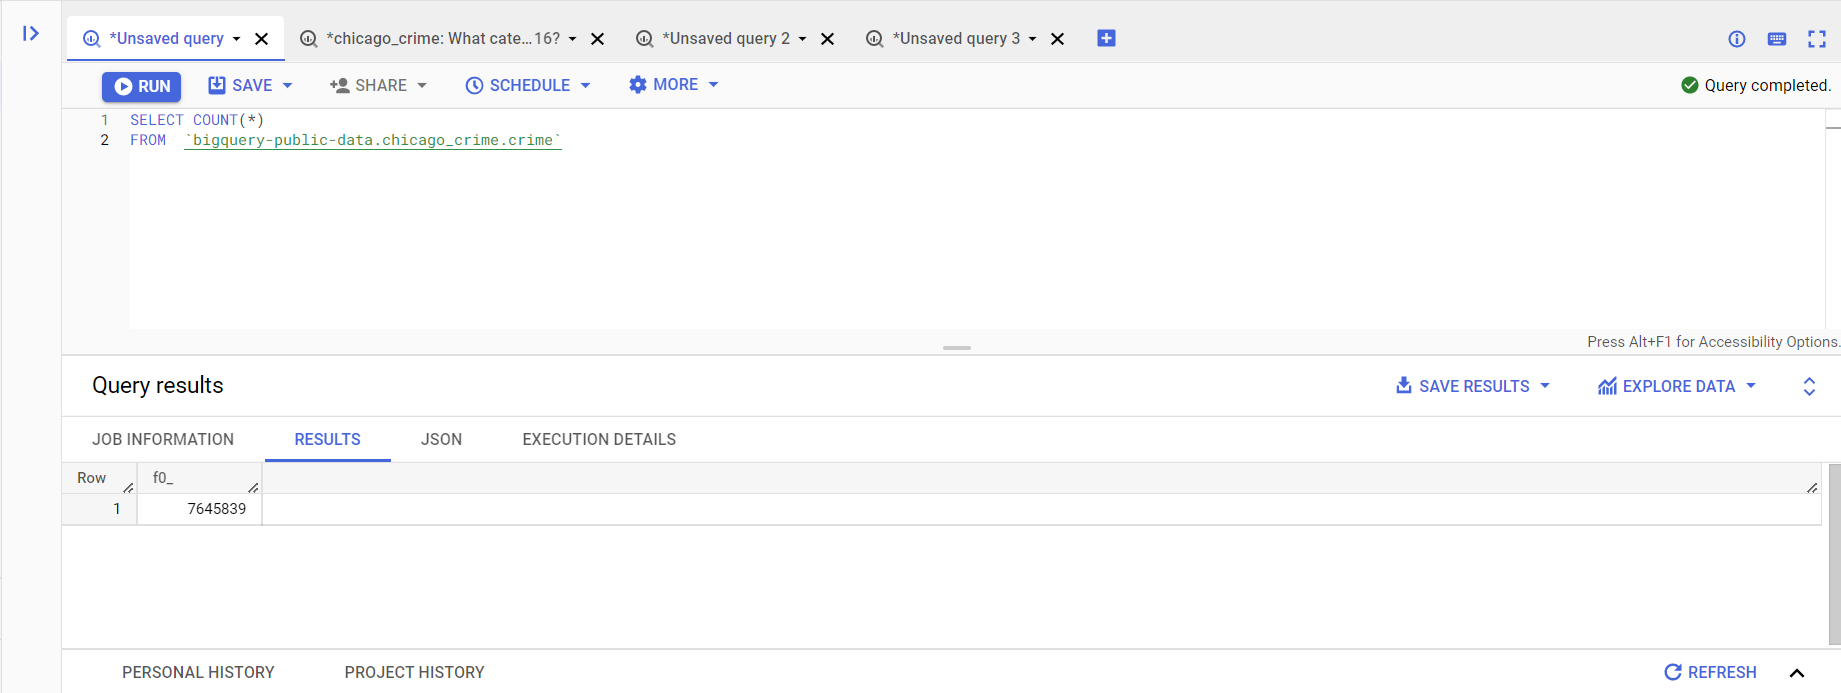 *Unsaved query
*chicago_crime: What cate...16?
*Unsaved query 2
*Unsaved query 3
RUN
SAVE
SHARE
SCHEDULE
MORE
Query completed.
1 SELECT COUNT(*)
2 FROM `bigquery-public-data.chicago_crime.crime`
Press Alt+F1 for Accessibility Options.
Query results
SAVE RESULTS
EXPLORE DATA
JOB INFORMATION
RESULTS
JSON
EXECUTION DETAILS
Row f0_
1 7645839
PERSONAL HISTORY
PROJECT HISTORY
REFRESH